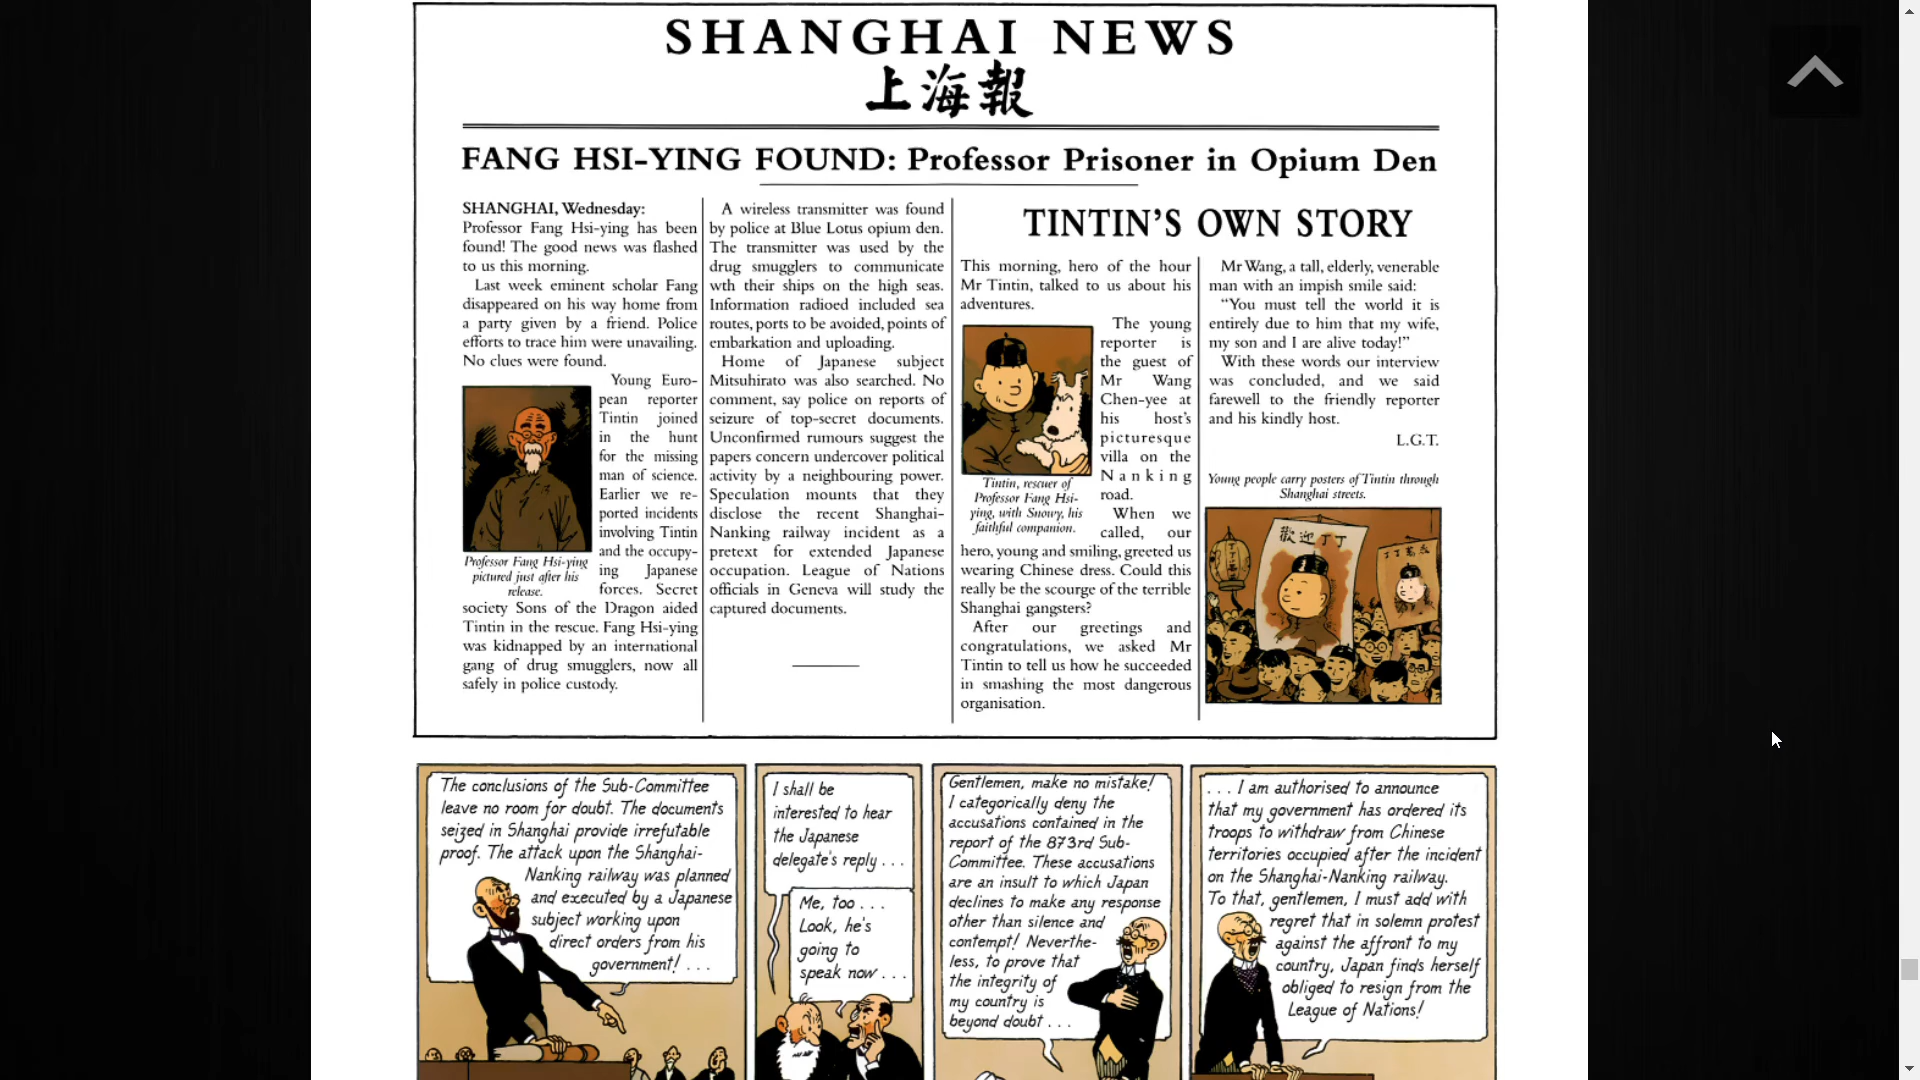 SHANGHAI NEWS
上海報
FANG HSI-YING FOUND: Professor Prisoner in Opium Den
SHANGHAI, Wednesday:
Professor Fang Hsi-ying has been
found! The good news was flashed
to us this morning.
Last week eminent scholar Fang
disappeared on his way home from
a party given by a friend. Police
efforts to trace him were unavailing.
No clues were found.
Young Euro-
pean reporter
Tintin joined
in the hunt
for the missing
man of science.
Earlier we re-
ported incidents
involving Tintin
and the occupy-
ing Japanese
forces. Secret
society Sons of the Dragon aided
Tintin in the rescue. Fang Hsi-ying
was kidnapped by an international
gang of drug smugglers, now all
safely in police custody.
Professor Fang Hsi-ying
pictured just after his
release.
A wireless transmitter was found
by police at Blue Lotus opium den.
The transmitter was used by the
drug smugglers to communicate
wth their ships on the high seas.
Information radioed included sea
routes, ports to be avoided, points of
embarkation and uploading.
Home of Japanese subject
Mitsuhirato was also searched. No
comment, say police on reports of
seizure of top-secret documents.
Unconfirmed rumours suggest the
papers concern undercover political
activity by a neighbouring power.
Speculation mounts that they
disclose the recent Shanghai-
Nanking railway incident as a
pretext for extended Japanese
occupation. League of Nations
officials in Geneva will study the
captured documents.
TINTIN'S OWN STORY
This morning, hero of the hour
Mr Tintin, talked to us about his
adventures.
The young
reporter is
the guest of
Mr Wang
Chen-yee at
his host's
picturesque
villa on the
Nanking
road.
When we
called, our
hero, young and smiling, greeted us
wearing Chinese dress. Could this
really be the scourge of the terrible
Shanghai gangsters?
After our greetings and
congratulations, we asked Mr
Tintin to tell us how he succeeded
in smashing the most dangerous
organisation.
Tintin, rescuer of
Professor Fang Hsi-
ying, with Snowy, his
faithful companion.
Mr Wang, a tall, elderly, venerable
man with an impish smile said:
"You must tell the world it is
entirely due to him that my wife,
my son and I are alive today!"
With these words our interview
was concluded, and we said
farewell to the friendly reporter
and his kindly host.
L.G.T.
Young people carry posters of Tintin through
Shanghai streets.
歡迎丁丁
丁丁
The conclusions of the Sub-Committee
leave no room for doubt. The documents
seized in Shanghai provide irrefutable
proof. The attack upon the Shanghai-
Nanking railway was planned
and executed by a Japanese
subject working upon
direct orders from his
government! . . .
I shall be
interested to hear
the Japanese
delegate's reply . . .
Me, too . . .
Look, he's
going to
speak now . . .
Gentlemen, make no mistake!
I categorically deny the
accusations contained in the
report of the 873rd Sub-
Committee. These accusations
are an insult to which Japan
declines to make any response
other than silence and
contempt! Neverthe-
less, to prove that
the integrity of
my country is
beyond doubt . . .
. . . I am authorised to announce
that my government has ordered its
troops to withdraw from Chinese
territories occupied after the incident
on the Shanghai-Nanking railway.
To that, gentlemen, I must add with
regret that in solemn protest
against the affront to my
country, Japan finds herself
obliged to resign from the
League of Nations!